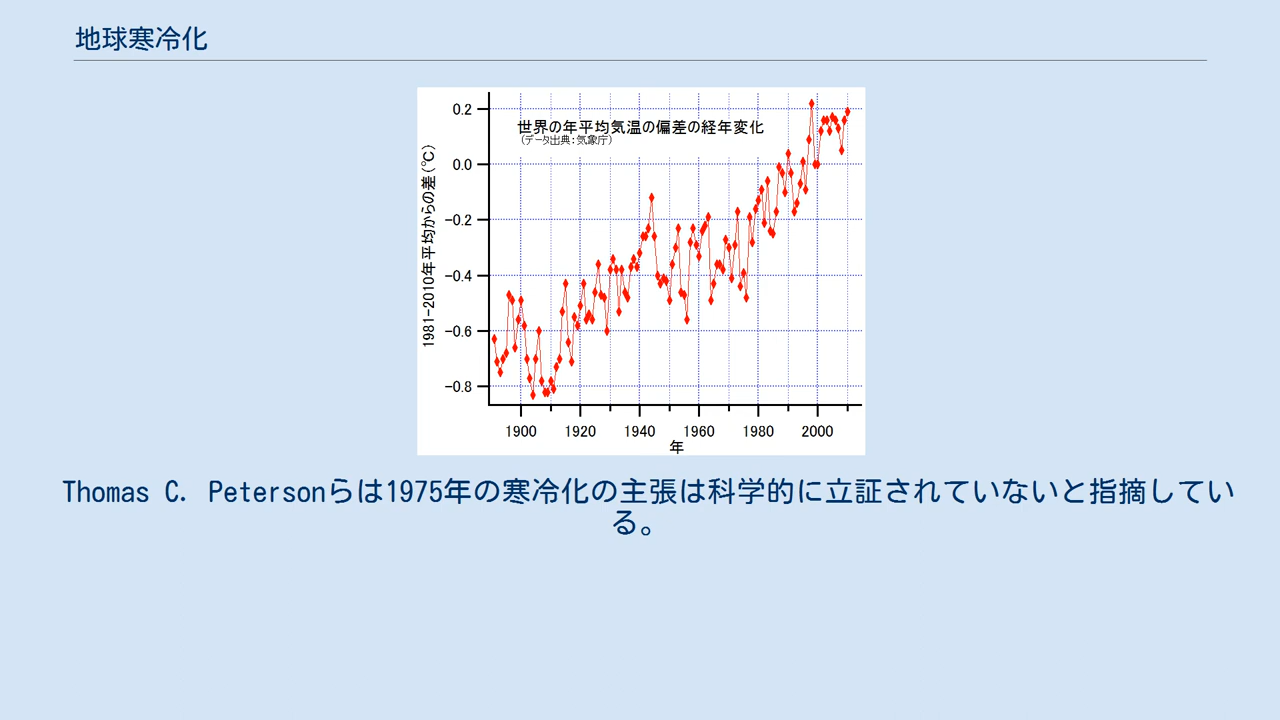 地球寒冷化
世界の年平均気温の偏差の経年変化
(データ出典:気象庁)
1981-2010年平均からの差(℃)
0.2
0.0
-0.2
-0.4
-0.6
-0.8
1900 1920 1940 1960 1980 2000
年
Thomas C. Petersonらは1975年の寒冷化の主張は科学的に立証されていないと指摘してい
る。